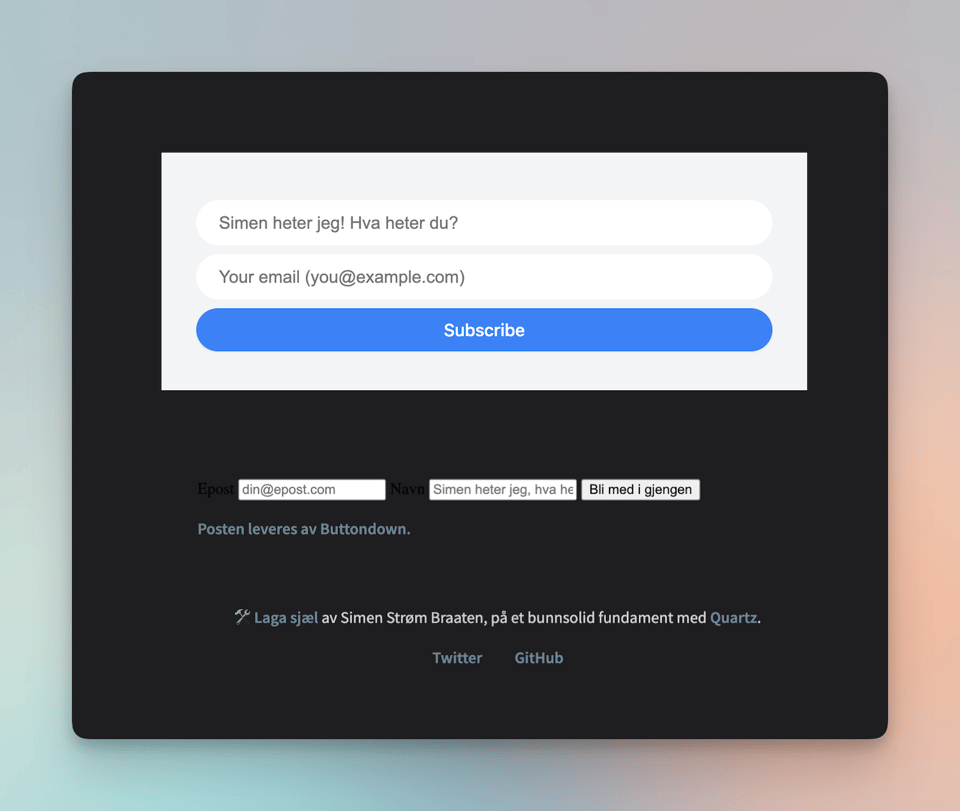 Simen heter jeg! Hva heter du?
Your email (you@example.com)
Subscribe
Epost din@epost.com Navn Simen heter jeg, hva he Bli med i gjengen
Posten leveres av Buttondown.
🛠 Laga sjæl av Simen Strøm Braaten, på et bunnsolid fundament med Quartz.
Twitter GitHub